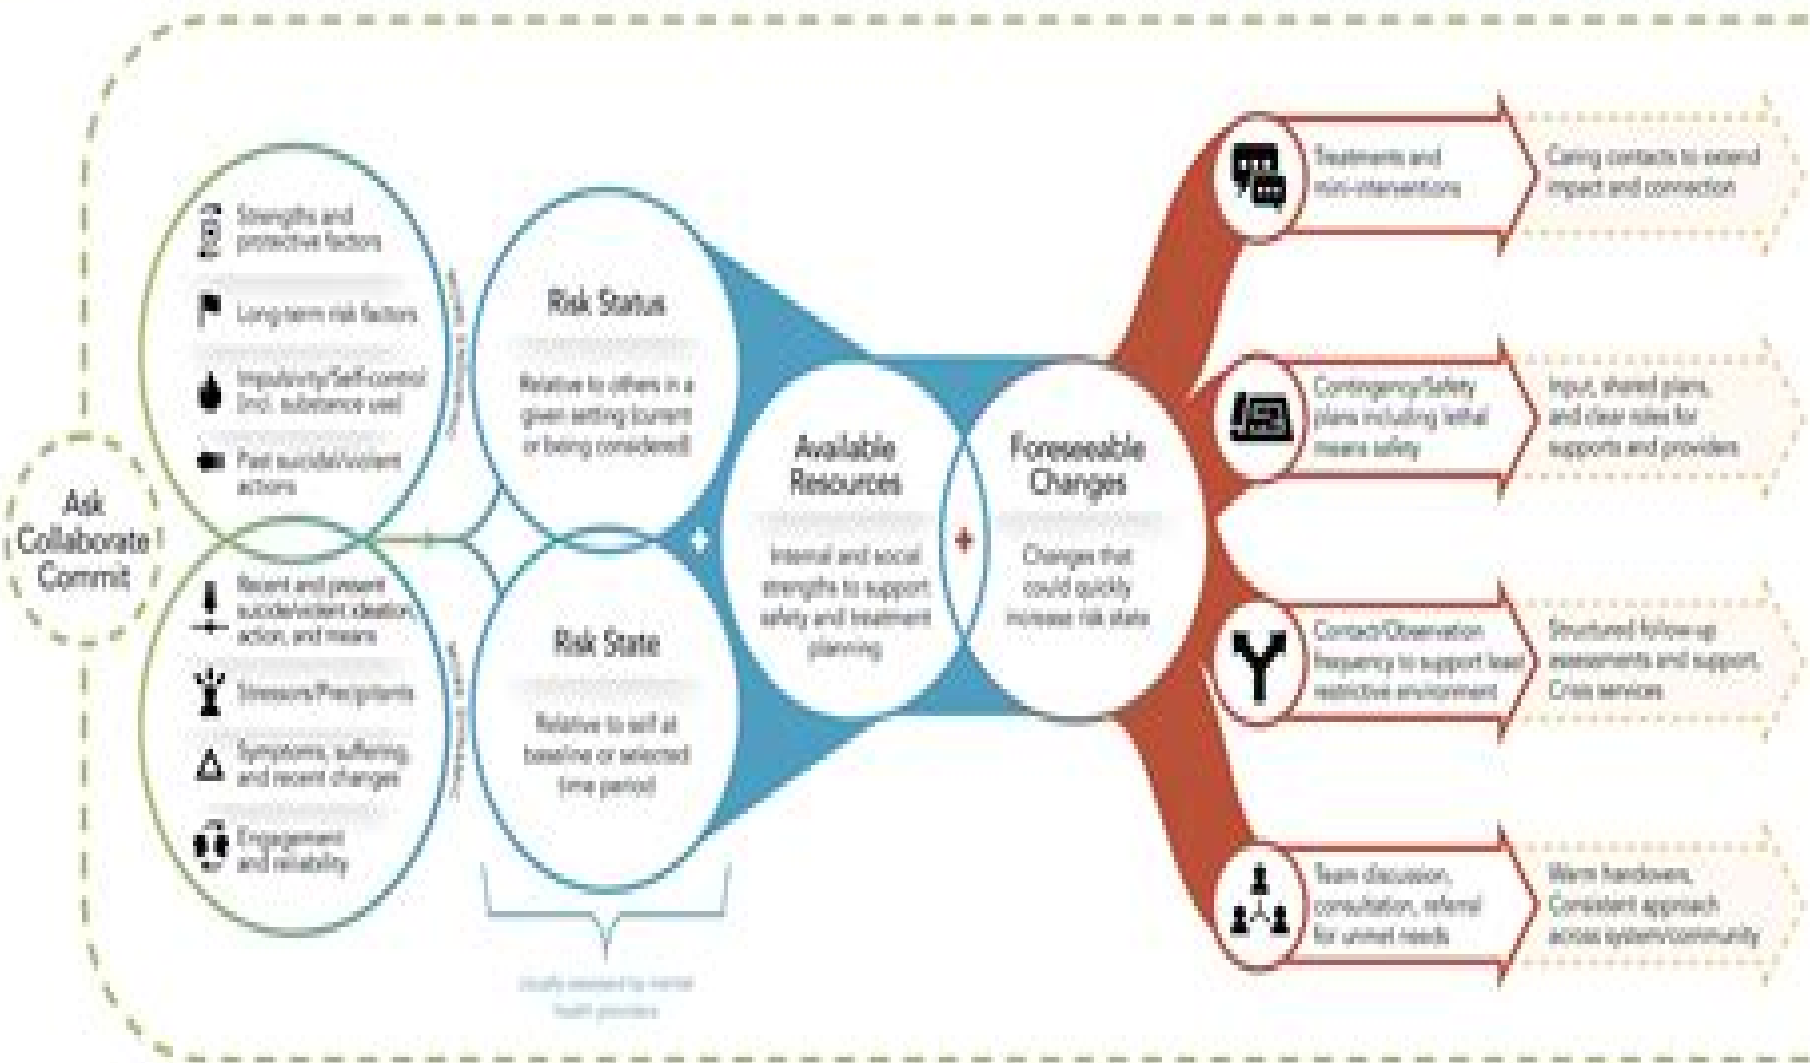 Ask
Collaborate
Commit
Strengths and
protective factors
Long-term risk factors
Impulsivity/Self-control
(incl. substance use)
Past suicidal/violent
actions
Recent and present
suicide/violent ideation,
action, and means
Stressors/Precipitants
Symptoms, suffering,
and recent changes
Engagement
and reliability
Risk Status
Relative to others in a
given setting (current
or being considered)
Risk State
Relative to self at
baseline or selected
time period
health providers
Available
Resources
Internal and social
strengths to support
safety and treatment
planning
Foreseeable
Changes
Changes that
could quickly
increase risk state
Treatments and
mini-interventions
Caring contacts to extend
impact and connection
Contingency/Safety
plans including lethal
means safety
Input, shared plans,
and clear roles for
supports and providers
Contact/Observation
frequency to support least
restrictive environment
Structured follow-up
assessments and support,
Crisis services
Team discussion,
consultation, referral
for unmet needs
Warm handovers,
Consistent approach
across system/community